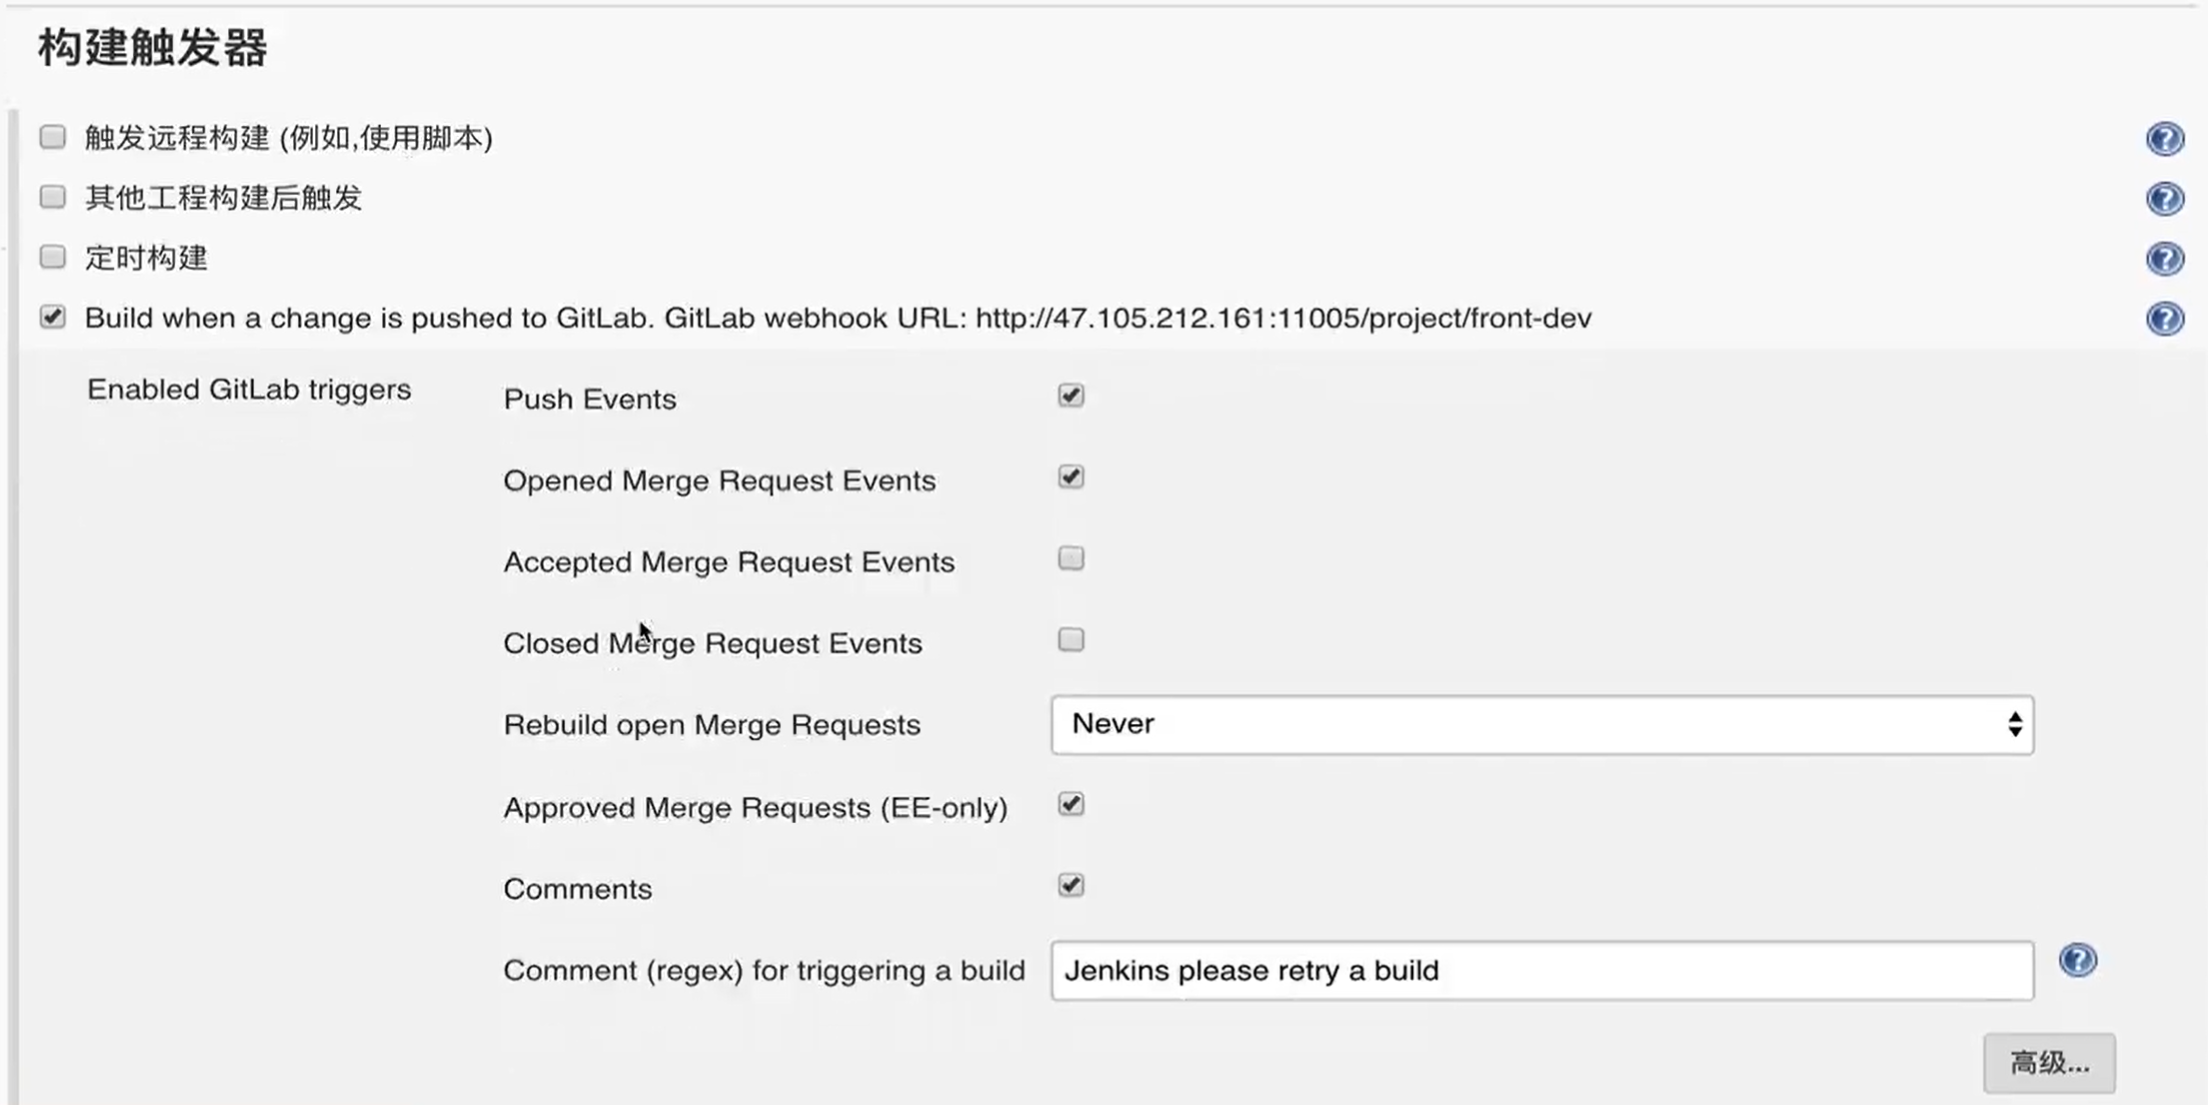 构建触发器
触发远程构建 (例如,使用脚本)
其他工程构建后触发
定时构建
Build when a change is pushed to GitLab. GitLab webhook URL: http://47.105.212.161:11005/project/front-dev
Enabled GitLab triggers
Push Events
Opened Merge Request Events
Accepted Merge Request Events
Closed Merge Request Events
Rebuild open Merge Requests Never
Approved Merge Requests (EE-only)
Comments
Comment (regex) for triggering a build Jenkins please retry a build
高级...